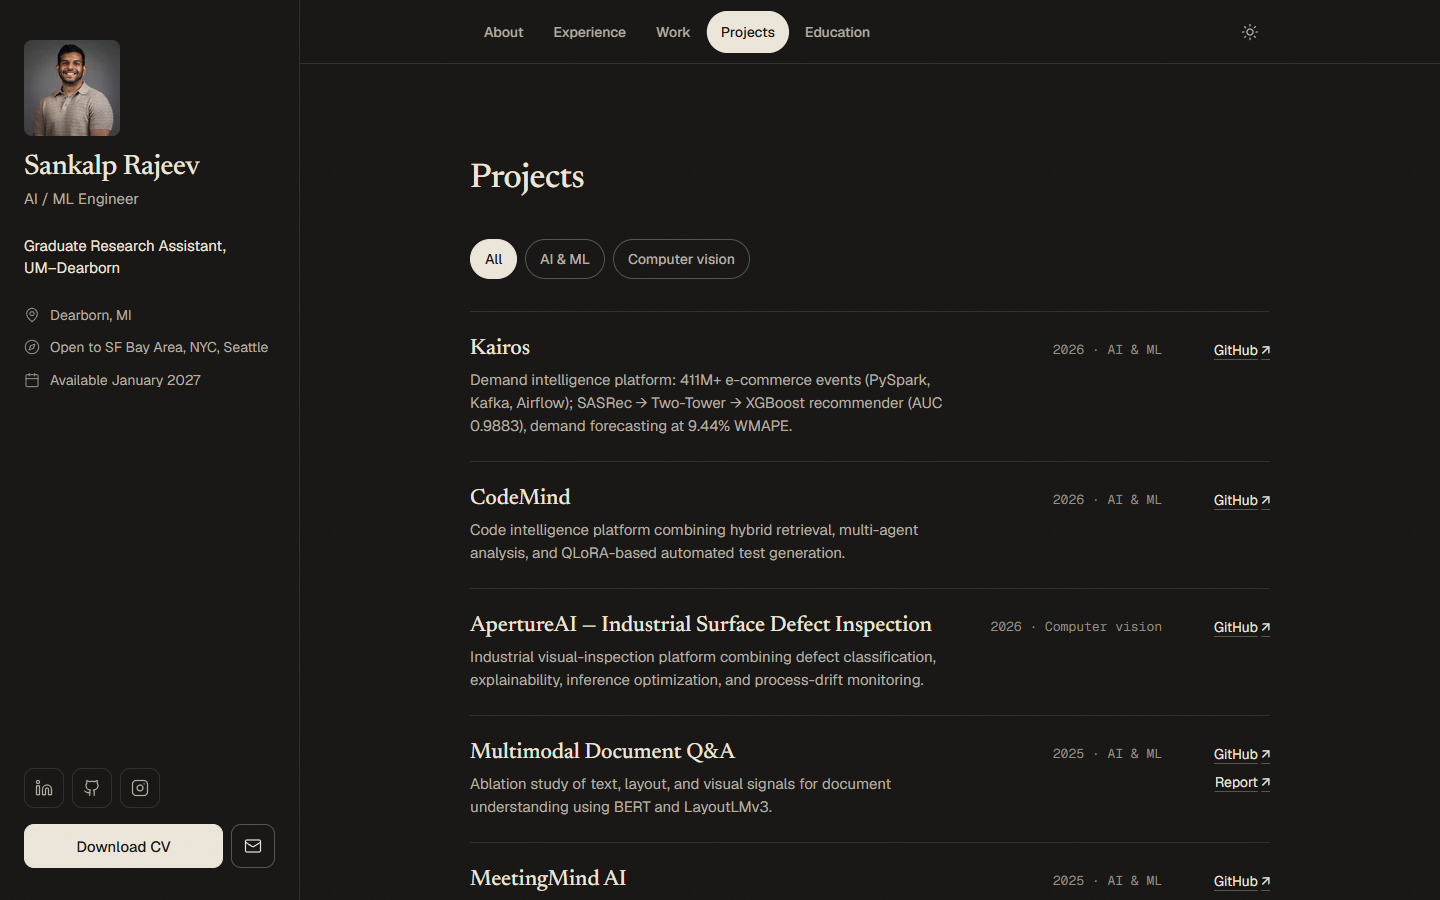 Sankalp Rajeev
AI / ML Engineer
Graduate Research Assistant,
UM–Dearborn
Dearborn, MI
Open to SF Bay Area, NYC, Seattle
Available January 2027
Download CV
About
Experience
Work
Projects
Education
Projects
All
AI & ML
Computer vision
Kairos
2026 · AI & ML
GitHub ↗
Demand intelligence platform: 411M+ e-commerce events (PySpark,
Kafka, Airflow); SASRec → Two-Tower → XGBoost recommender (AUC
0.9883), demand forecasting at 9.44% WMAPE.
CodeMind
2026 · AI & ML
GitHub ↗
Code intelligence platform combining hybrid retrieval, multi-agent
analysis, and QLoRA-based automated test generation.
ApertureAI — Industrial Surface Defect Inspection
2026 · Computer vision
GitHub ↗
Industrial visual-inspection platform combining defect classification,
explainability, inference optimization, and process-drift monitoring.
Multimodal Document Q&A
2025 · AI & ML
GitHub ↗
Report ↗
Ablation study of text, layout, and visual signals for document
understanding using BERT and LayoutLMv3.
MeetingMind AI
2025 · AI & ML
GitHub ↗